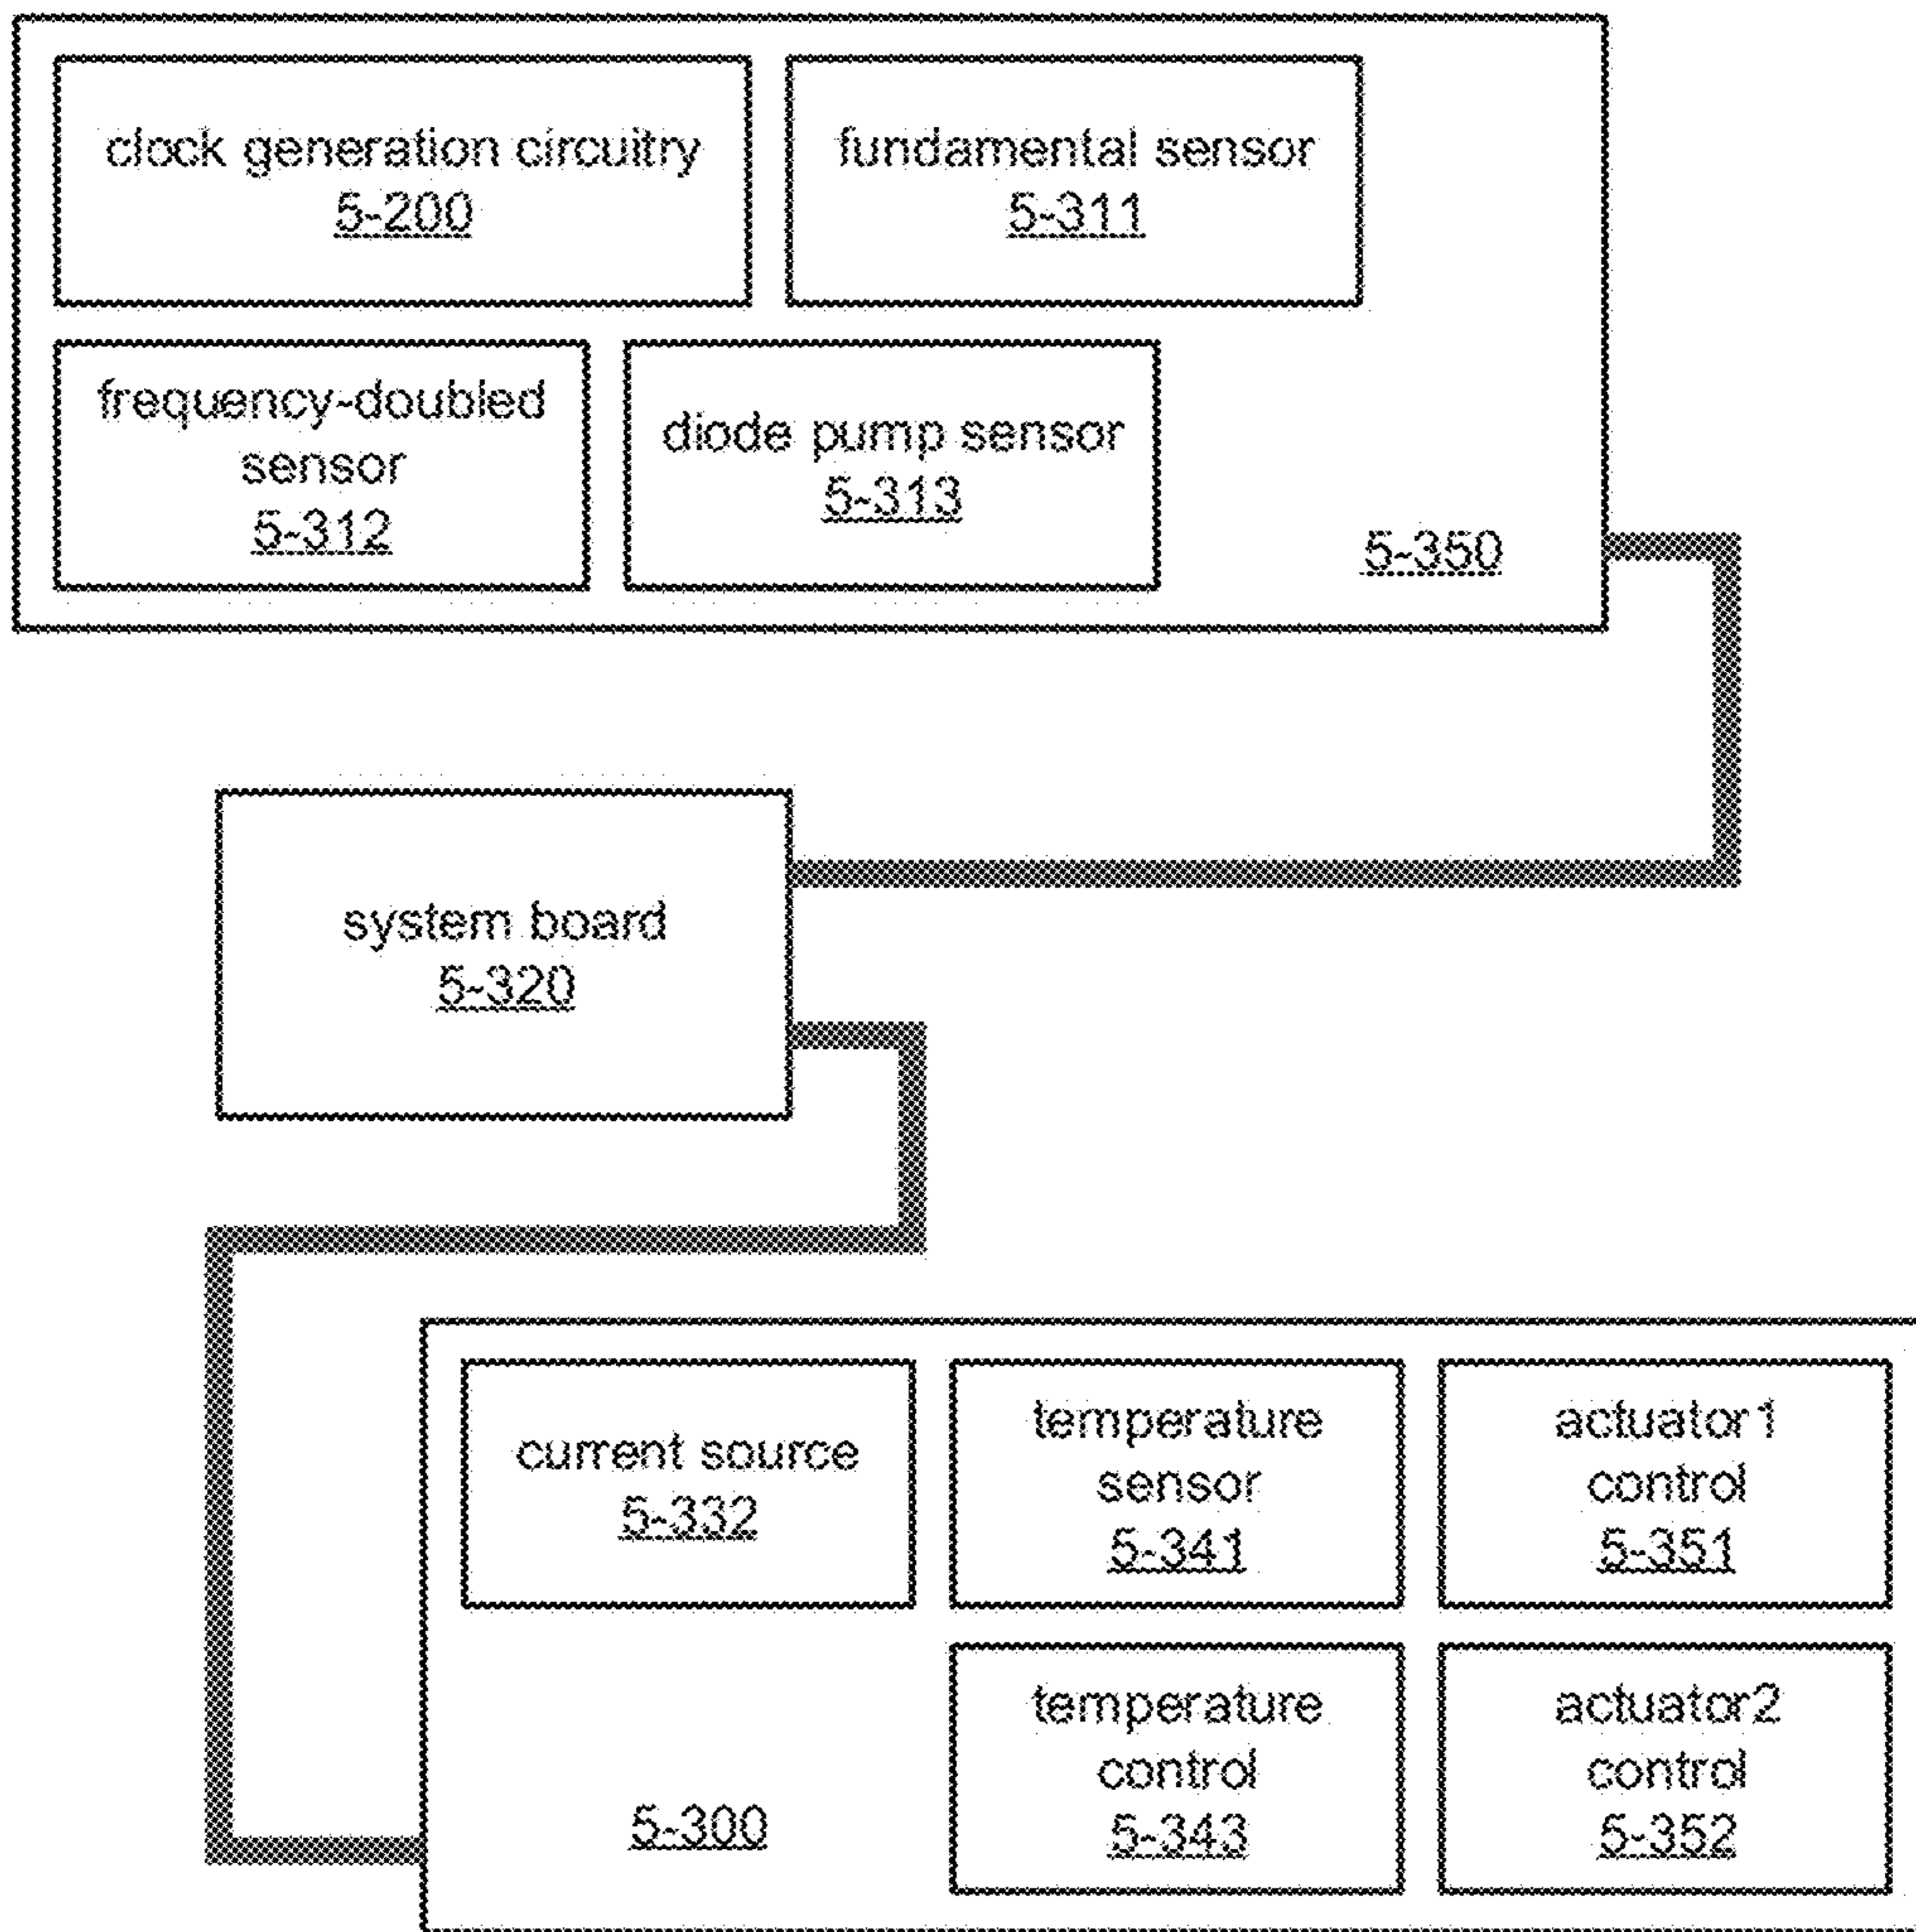 clock generation circuitry
5-200
fundamental sensor
5-311
frequency-doubled
sensor
5-312
diode pump sensor
5-313
5-350
system board
5-320
current source
5-332
temperature
sensor
5-341
actuator1
control
5-351
5-300
temperature
control
5-343
actuator2
control
5-352